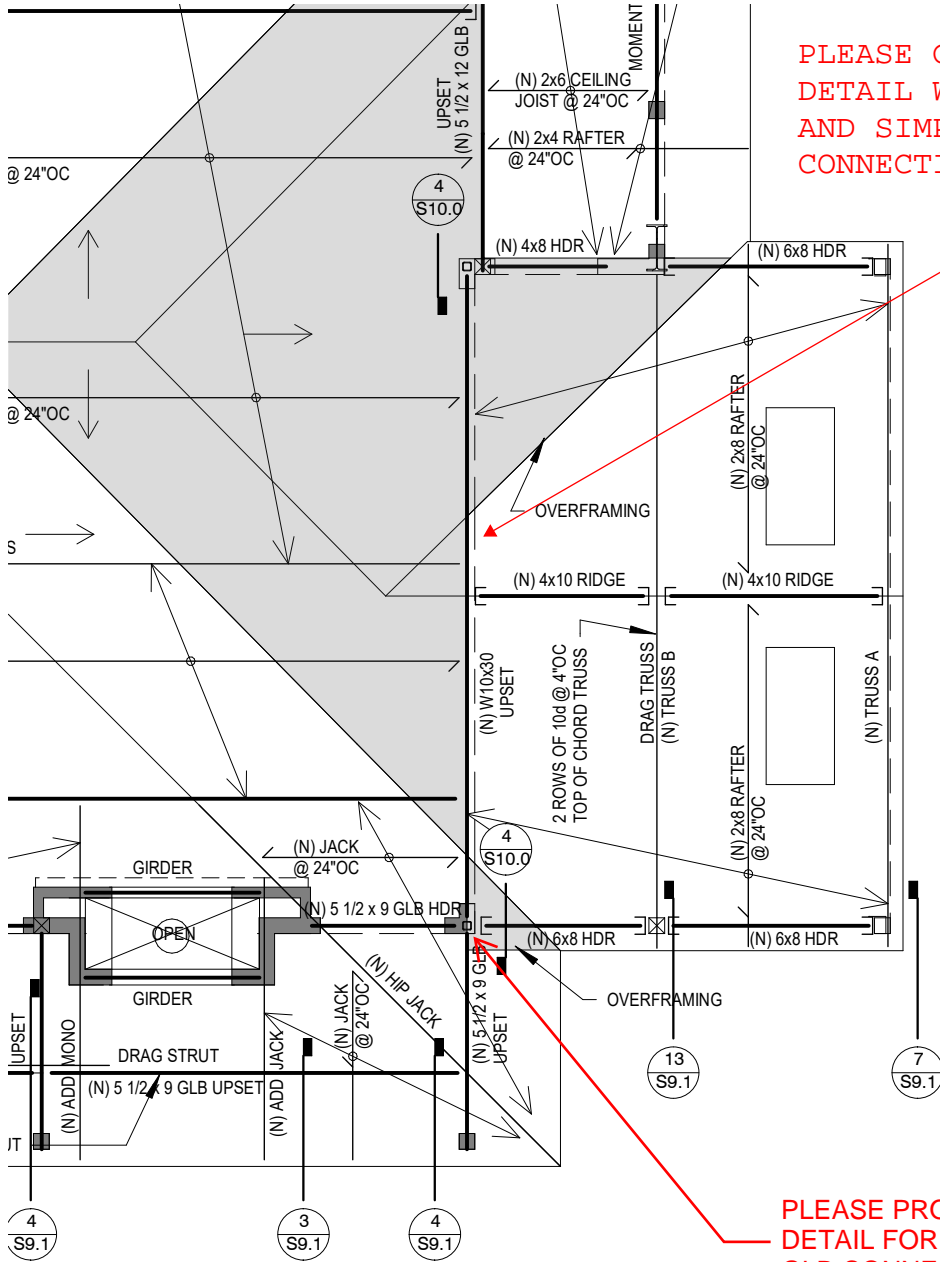 UPSET
(N) 5 1/2 x 12 GLB
MOMENT
(N) 2x6 CEILING
JOIST @ 24"OC
(N) 2x4 RAFTER
@ 24"OC
PLEASE
DETAIL
AND
@ 24"OC
4
S10.0
(N) 4x8 HDR
(N) 6x8 HDR
@ 24"OC
(N) 2x8 RAFTER
@ 24"OC
OVERFRAMING
S
(N) 4x10 RIDGE
(N) 4x10 RIDGE
(N) W10x30
UPSET
2 ROWS OF 10d @ 4"OC
TOP OF CHORD TRUSS
DRAG TRUSS
(N) TRUSS B
(N) TRUSS A
(N) 2x8 RAFTER
@ 24"OC
4
S10.0
(N) JACK
@ 24"OC
GIRDER
(N) 5 1/2 x 9 GLB HDR
OPEN
(N) 6x8 HDR
(N) 6x8 HDR
GIRDER
(N) HIP JACK
(N) 5 1/2 x 9 GLB
UPSET
(N) JACK
@ 24"OC
OVERFRAMING
UPSET
(N) ADD MONO
DRAG STRUT
(N) 5 1/2 x 9 GLB UPSET
(N) ADD JACK
13
S9.1
7
S9.1
4
S9.1
3
S9.1
4
S9.1
PLEASE
DETAIL FOR